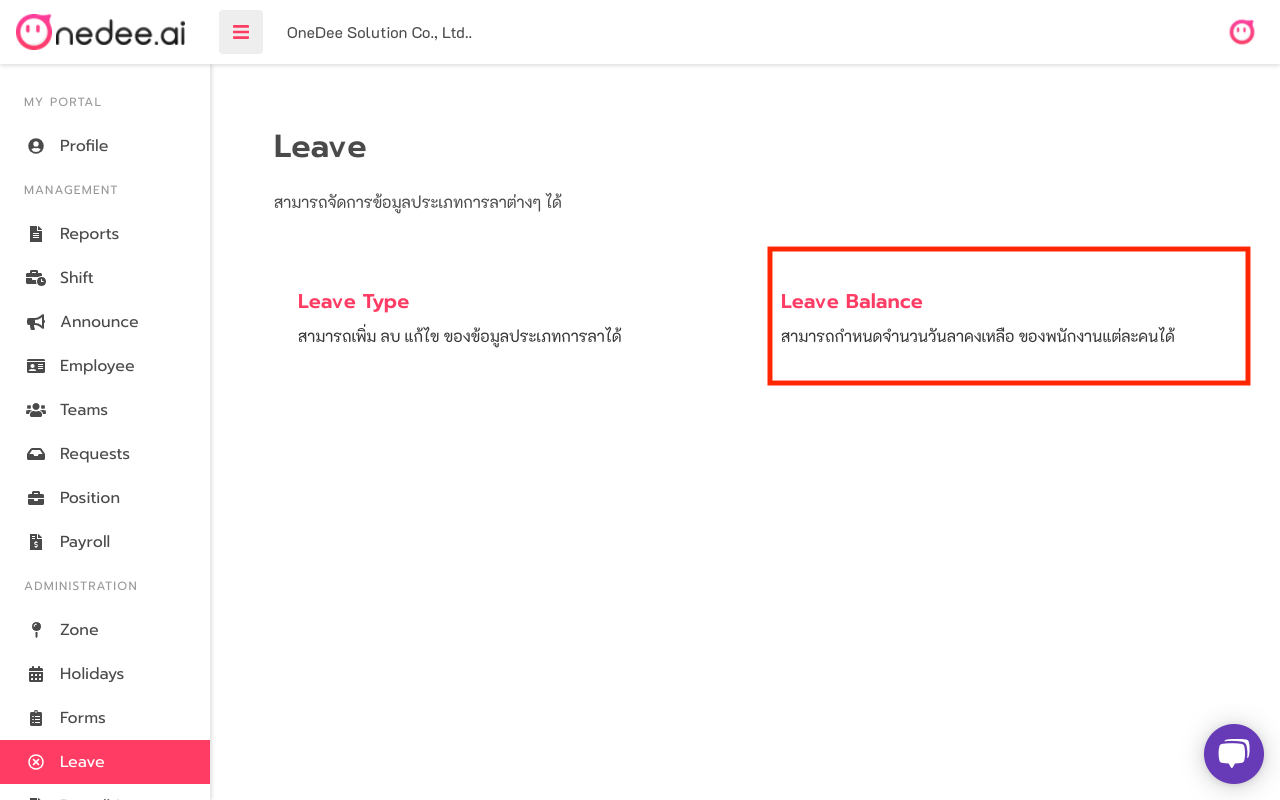 Onedee.ai
OneDee Solution Co., Ltd..
MY PORTAL
Profile
MANAGEMENT
Reports
Shift
Announce
Employee
Teams
Requests
Position
Payroll
ADMINISTRATION
Zone
Holidays
Forms
Leave
Leave
สามารถจัดการข้อมูลประเภทการลาต่างๆ ได้
Leave Type
สามารถเพิ่ม ลบ แก้ไข ของข้อมูลประเภทการลาได้
Leave Balance
สามารถกำหนดจำนวนวันลาคงเหลือ ของพนักงานแต่ละคนได้